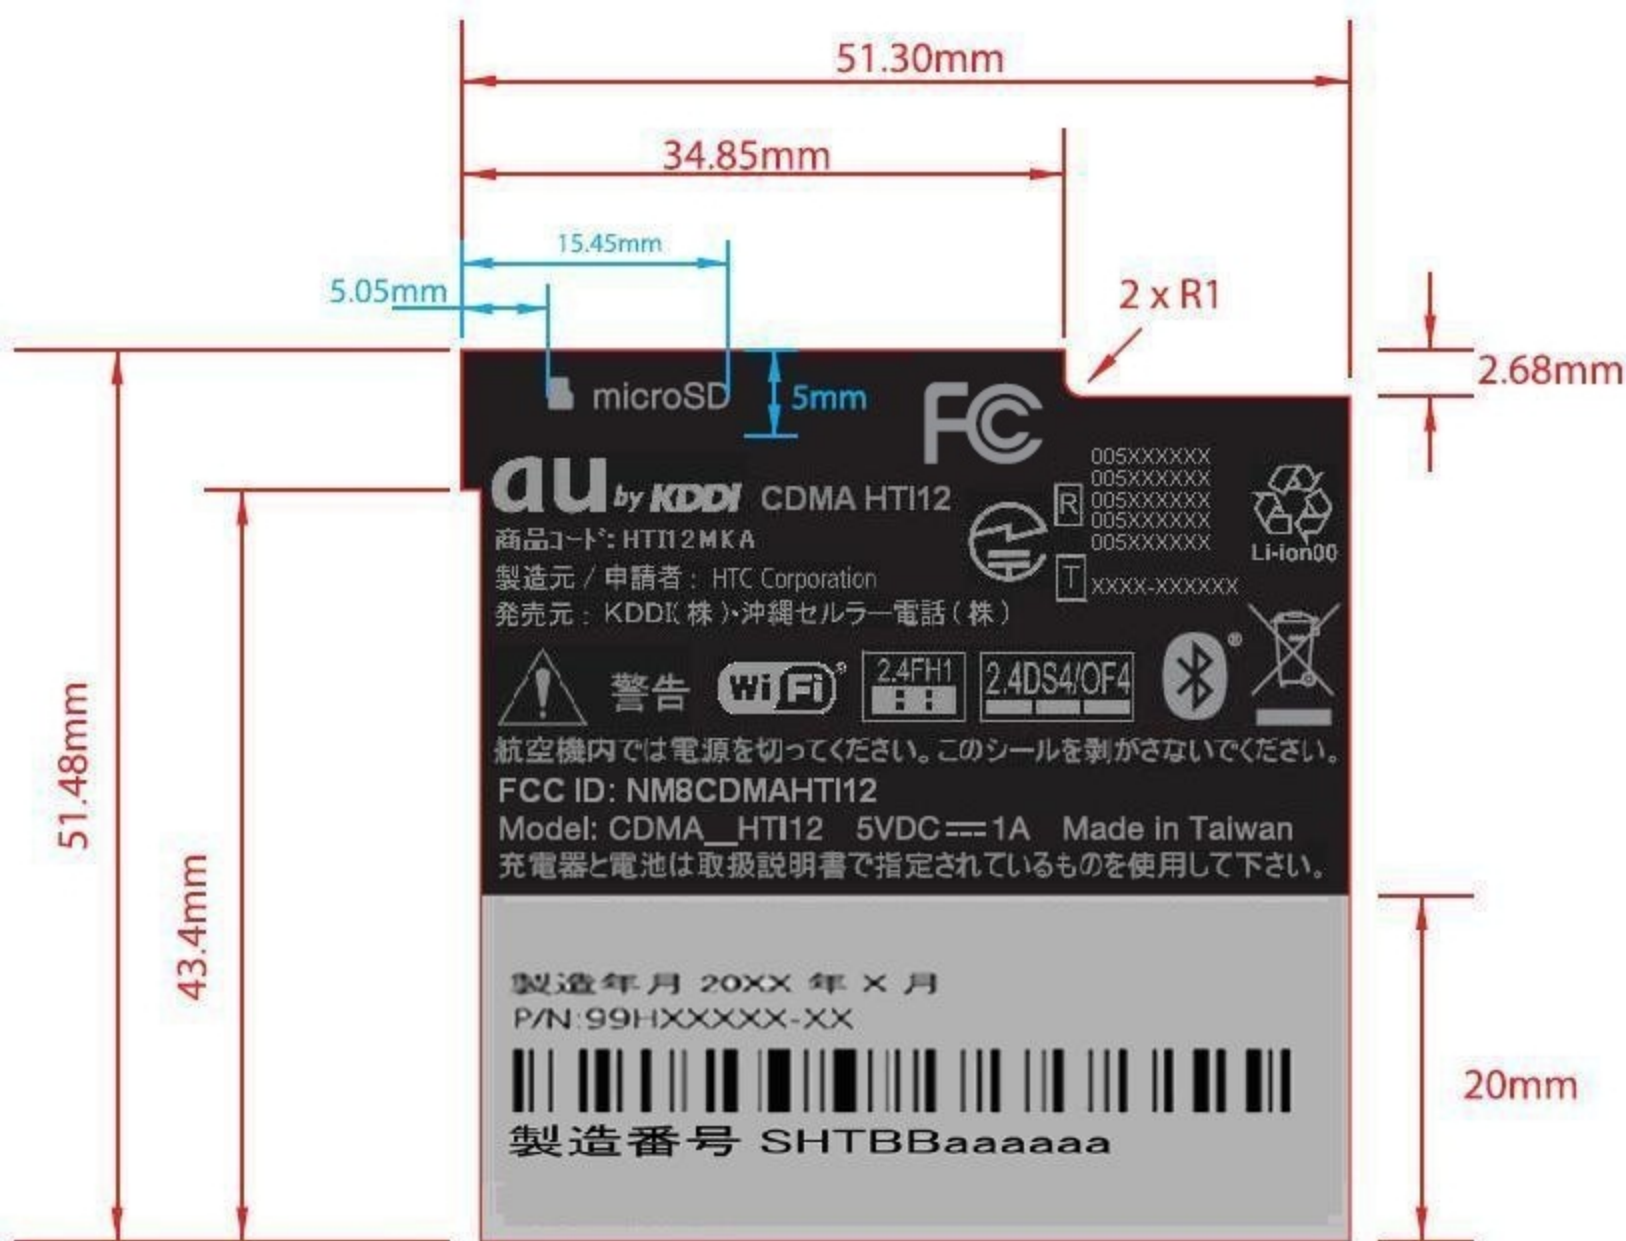 51.30mm
34.85mm
15.45mm
5.05mm
2 x R1
2.68mm
microSD
5mm
FC
au by KDDI CDMA HTI12
R
005XXXXXX
005XXXXXX
005XXXXXX
005XXXXXX
005XXXXXX
Li-ion00
商品コード: HTI12MKA
製造元 / 申請者 : HTC Corporation
T XXXX-XXXXXX
発売元 : KDDI(株)・沖縄セルラー電話(株)
警告
Wi Fi
2.4FH1
2.4DS4/OF4
®
航空機内では電源を切ってください。このシールを剥がさないでください。
FCC ID: NM8CDMAHTI12
Model: CDMA__HTI12 5VDC⎓1A Made in Taiwan
充電器と電池は取扱説明書で指定されているものを使用して下さい。
51.48mm
43.4mm
製造年月 20XX 年 X 月
P/N:99HXXXXX-XX
製造番号 SHTBBaaaaaa
20mm